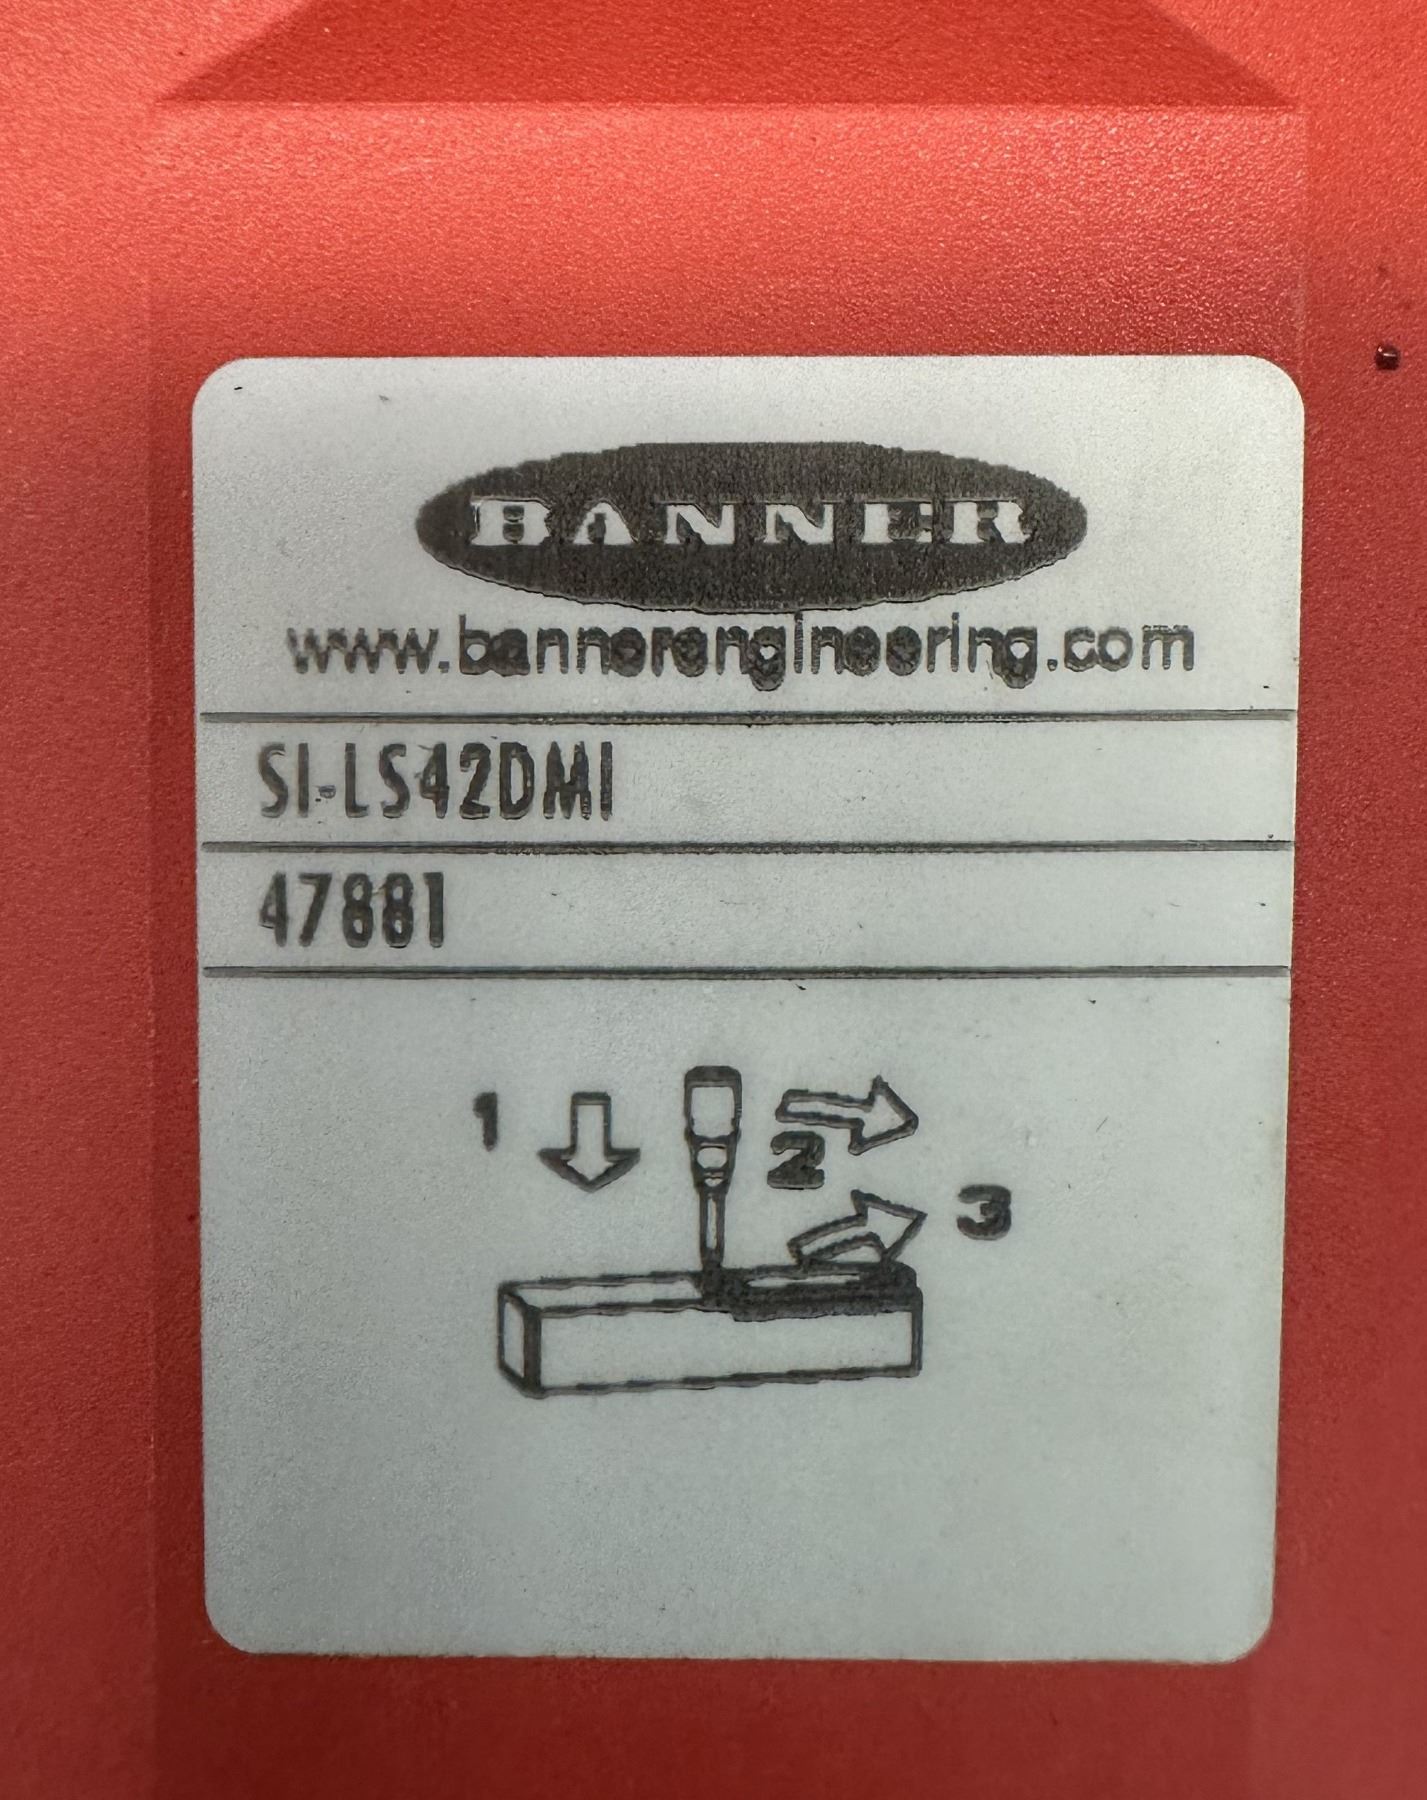 BANNER
www.bannerengineering.com
SI-LS42DMI
47881
1
2
3